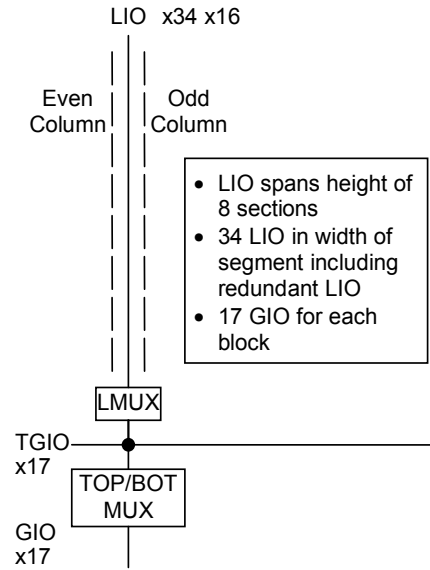 LIO x34 x16
Even Odd
Column Column
• LIO spans height of
8 sections
• 34 LIO in width of
segment including
redundant LIO
• 17 GIO for each
block
LMUX
TGIO
x17
TOP/BOT
MUX
GIO
x17